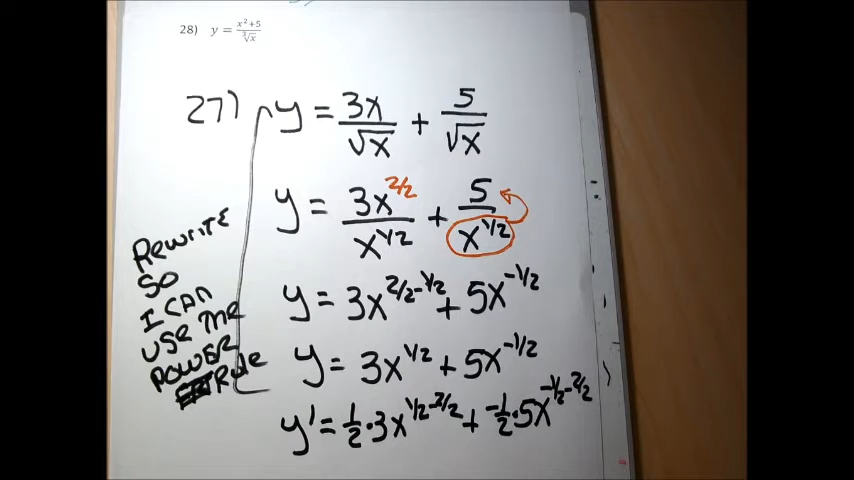 28) y = x²+5/∛x
27) y = 3x/√x + 5/√x
y = 3x^2/2/x^1/2 + 5/x^1/2
y = 3x^2/2-1/2 + 5x^-1/2
y = 3x^1/2 + 5x^-1/2
y' = 1/2·3x^1/2-2/2 + -1/2·5x^-1/2-2/2
Rewrite
so
I can
use me
power
Rule